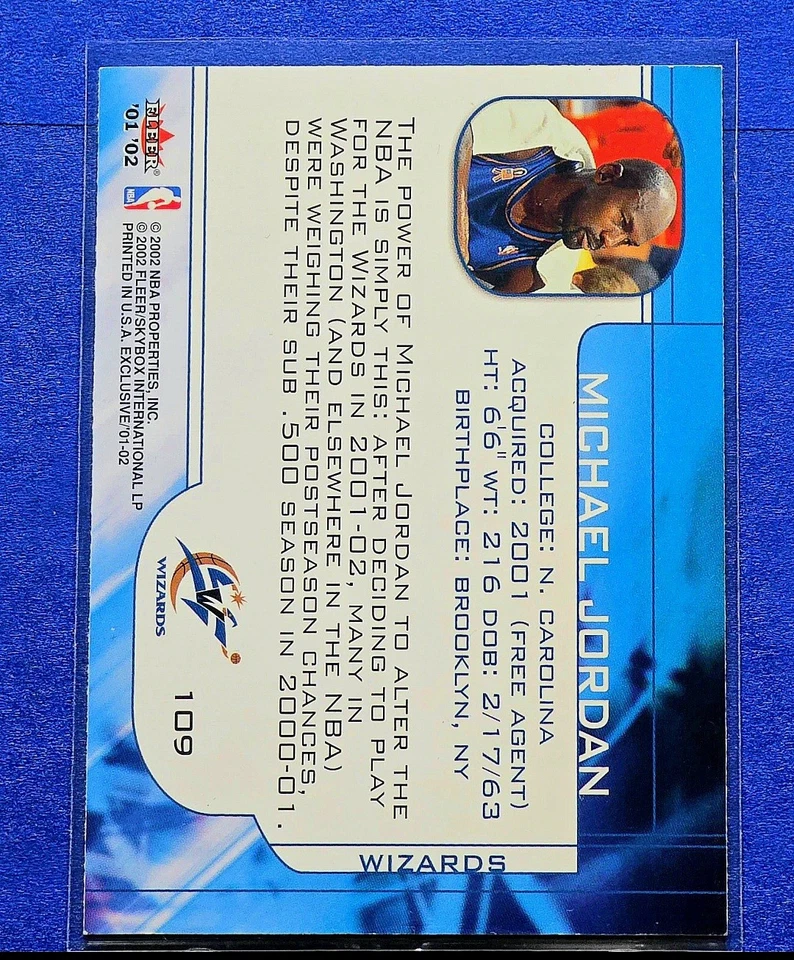 MICHAEL JORDAN
COLLEGE: N. CAROLINA
ACQUIRED: 2001 (FREE AGENT)
HT: 6'6" WT: 216 DOB: 2/17/63
BIRTHPLACE: BROOKLYN, NY
THE POWER OF MICHAEL JORDAN TO ALTER THE
NBA IS SIMPLY THIS: AFTER DECIDING TO PLAY
FOR THE WIZARDS IN 2001-02, MANY IN
WASHINGTON (AND ELSEWHERE IN THE NBA)
WERE WEIGHING THEIR POSTSEASON CHANCES,
DESPITE THEIR SUB .500 SEASON IN 2000-01.
WIZARDS
WIZARDS
109
FLEER®
'01 '02
NBA
© 2002 NBA PROPERTIES, INC.
© 2002 FLEER/SKYBOX INTERNATIONAL LP
PRINTED IN U.S.A. EXCLUSIVE/01-02